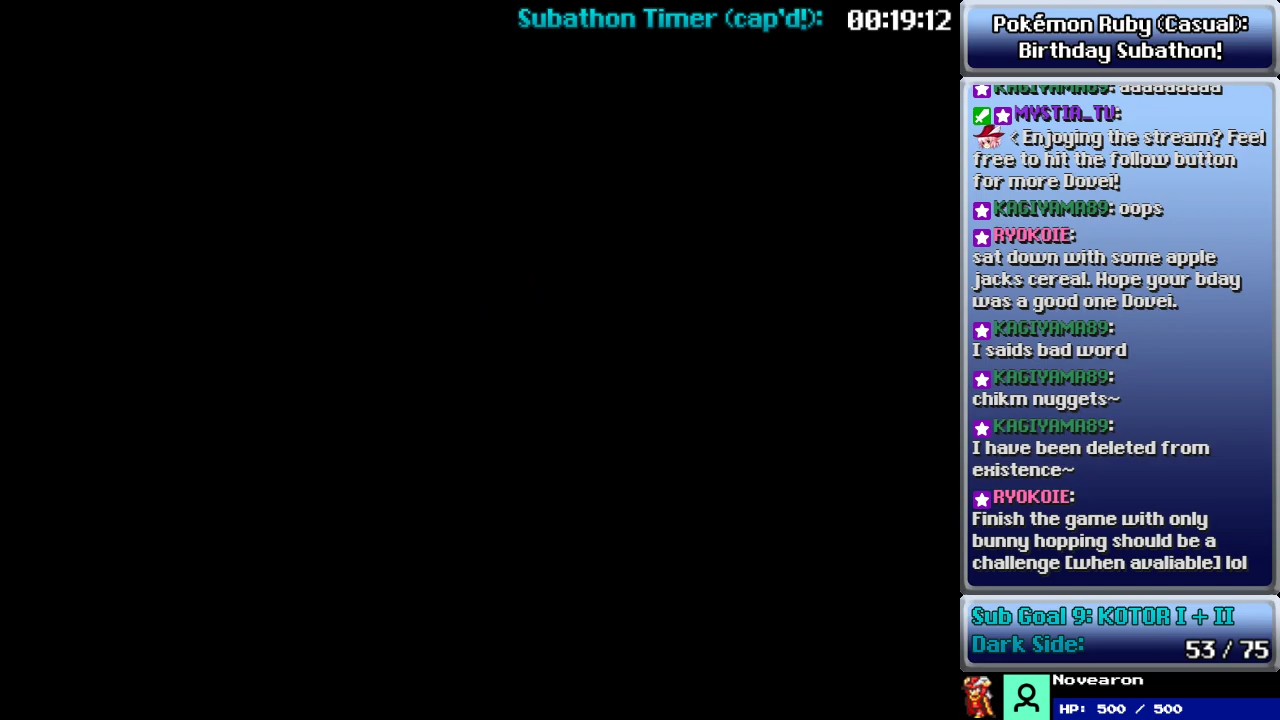 Subathon Timer (cap'd!): 00:19:12
Pokémon Ruby (Casual):
Birthday Subathon!
KAGIYAMA89: aaaaaaaaa
MYSTIA_TV:
<Enjoying the stream? Feel
free to hit the follow button
for more Dovei!
KAGIYAMA89: oops
RYOKOIE:
sat down with some apple
jacks cereal. Hope your bday
was a good one Dovei.
KAGIYAMA89:
I saids bad word
KAGIYAMA89:
chikm nuggets~
KAGIYAMA89:
I have been deleted from
existence~
RYOKOIE:
Finish the game with only
bunny hopping should be a
challenge [when avaliable] lol
Sub Goal 9: KOTOR I + II
Dark Side: 53 / 75
Novearon
HP: 500 / 500